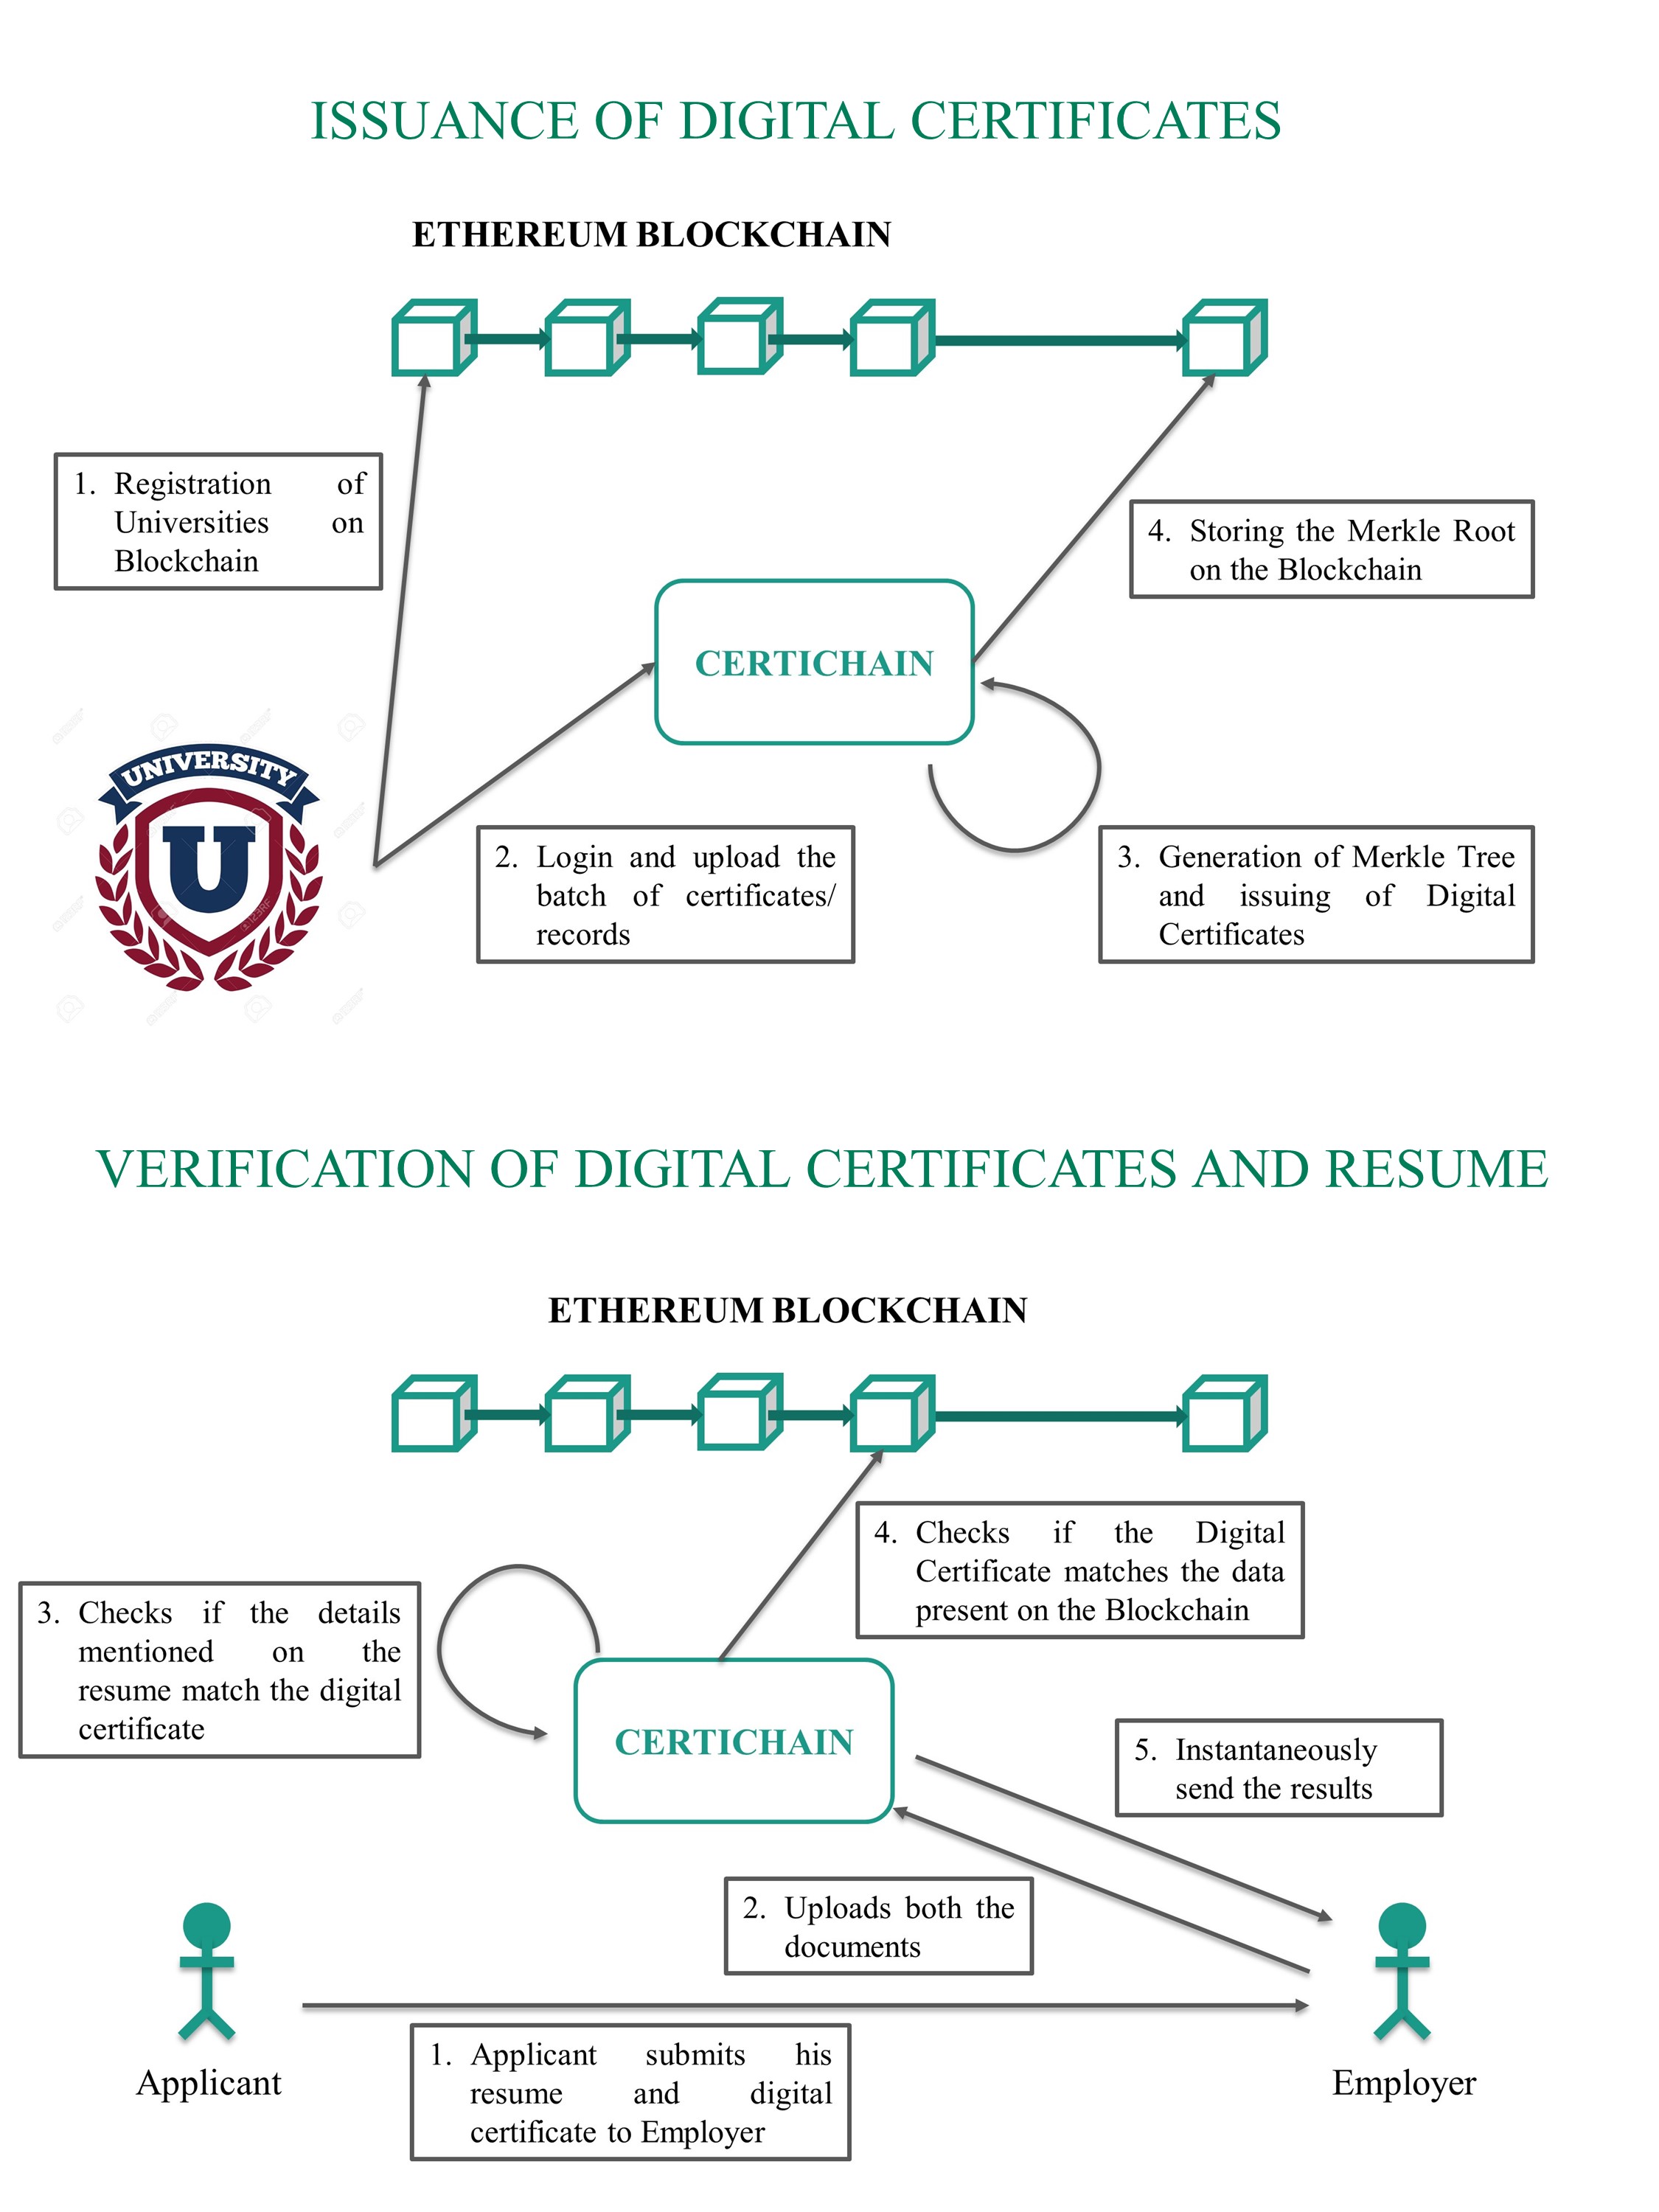 ISSUANCE OF DIGITAL CERTIFICATES
ETHEREUM BLOCKCHAIN
1. Registration of
Universities on
Blockchain
4. Storing the Merkle Root
on the Blockchain
CERTICHAIN
UNIVERSITY
U
123RF
2. Login and upload the
batch of certificates/
records
3. Generation of Merkle Tree
and issuing of Digital
Certificates
VERIFICATION OF DIGITAL CERTIFICATES AND RESUME
ETHEREUM BLOCKCHAIN
4. Checks if the Digital
Certificate matches the data
present on the Blockchain
3. Checks if the details
mentioned on the
resume match the digital
certificate
CERTICHAIN
5. Instantaneously
send the results
2. Uploads both the
documents
1. Applicant submits his
resume and digital
certificate to Employer
Applicant
Employer